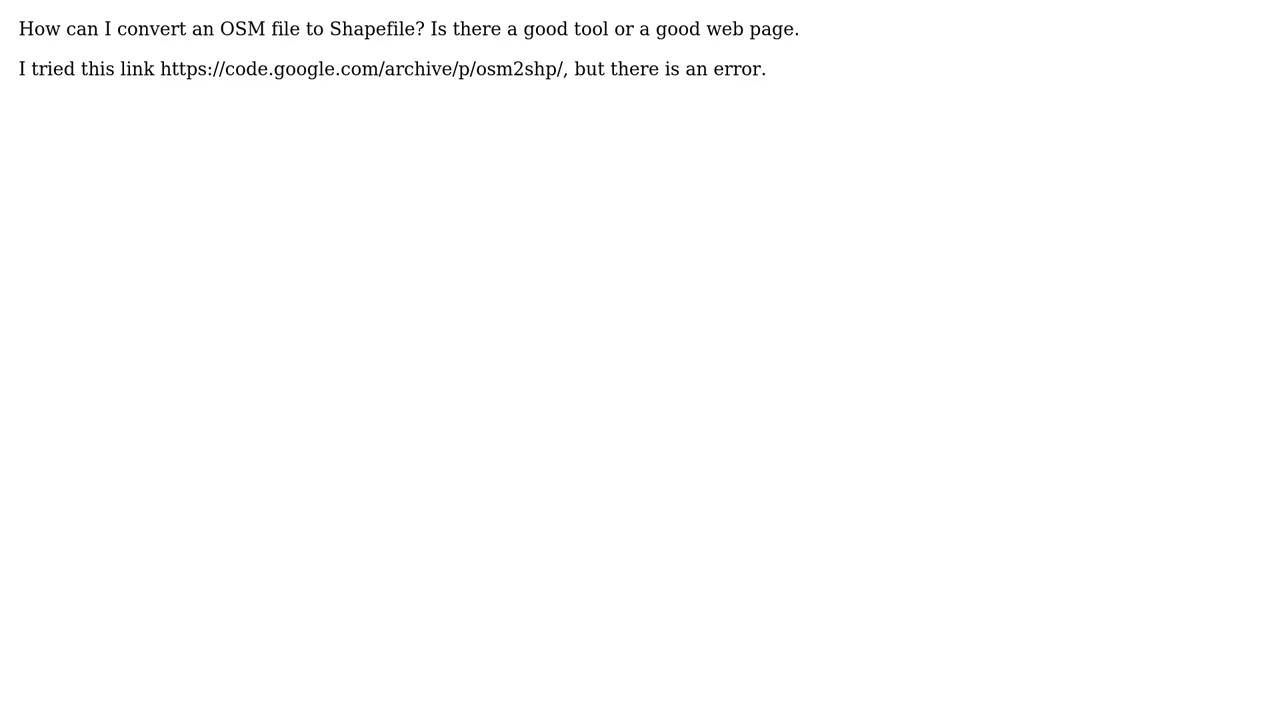 How can I convert an OSM file to Shapefile? Is there a good tool or a good web page.
I tried this link https://code.google.com/archive/p/osm2shp/, but there is an error.